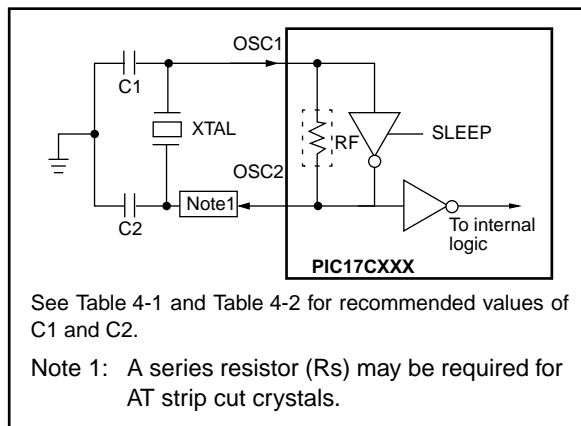 OSC1
C1
XTAL
RF
SLEEP
OSC2
Note1
C2
To internal
logic
PIC17CXXX
See Table 4-1 and Table 4-2 for recommended values of
C1 and C2.
Note 1: A series resistor (Rs) may be required for
AT strip cut crystals.